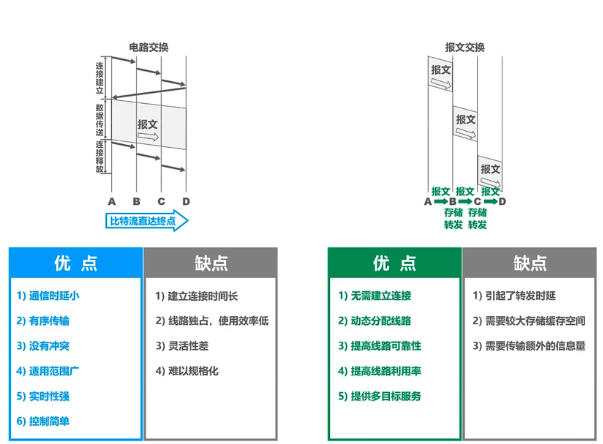 电路交换
连接建立
数据传送
连接释放
报文
A B C D
比特流直达终点
优 点
1) 通信时延小
2) 有序传输
3) 没有冲突
4) 适用范围广
5) 实时性强
6) 控制简单
缺点
1) 建立连接时间长
2) 线路独占，使用效率低
3) 灵活性差
4) 难以规格化
报文交换
报文
报文
报文
报文 报文 报文
A B C D
存储 存储
转发 转发
优 点
1) 无需建立连接
2) 动态分配线路
3) 提高线路可靠性
4) 提高线路利用率
5) 提供多目标服务
缺点
1) 引起了转发时延
2) 需要较大存储缓存空间
3) 需要传输额外的信息量